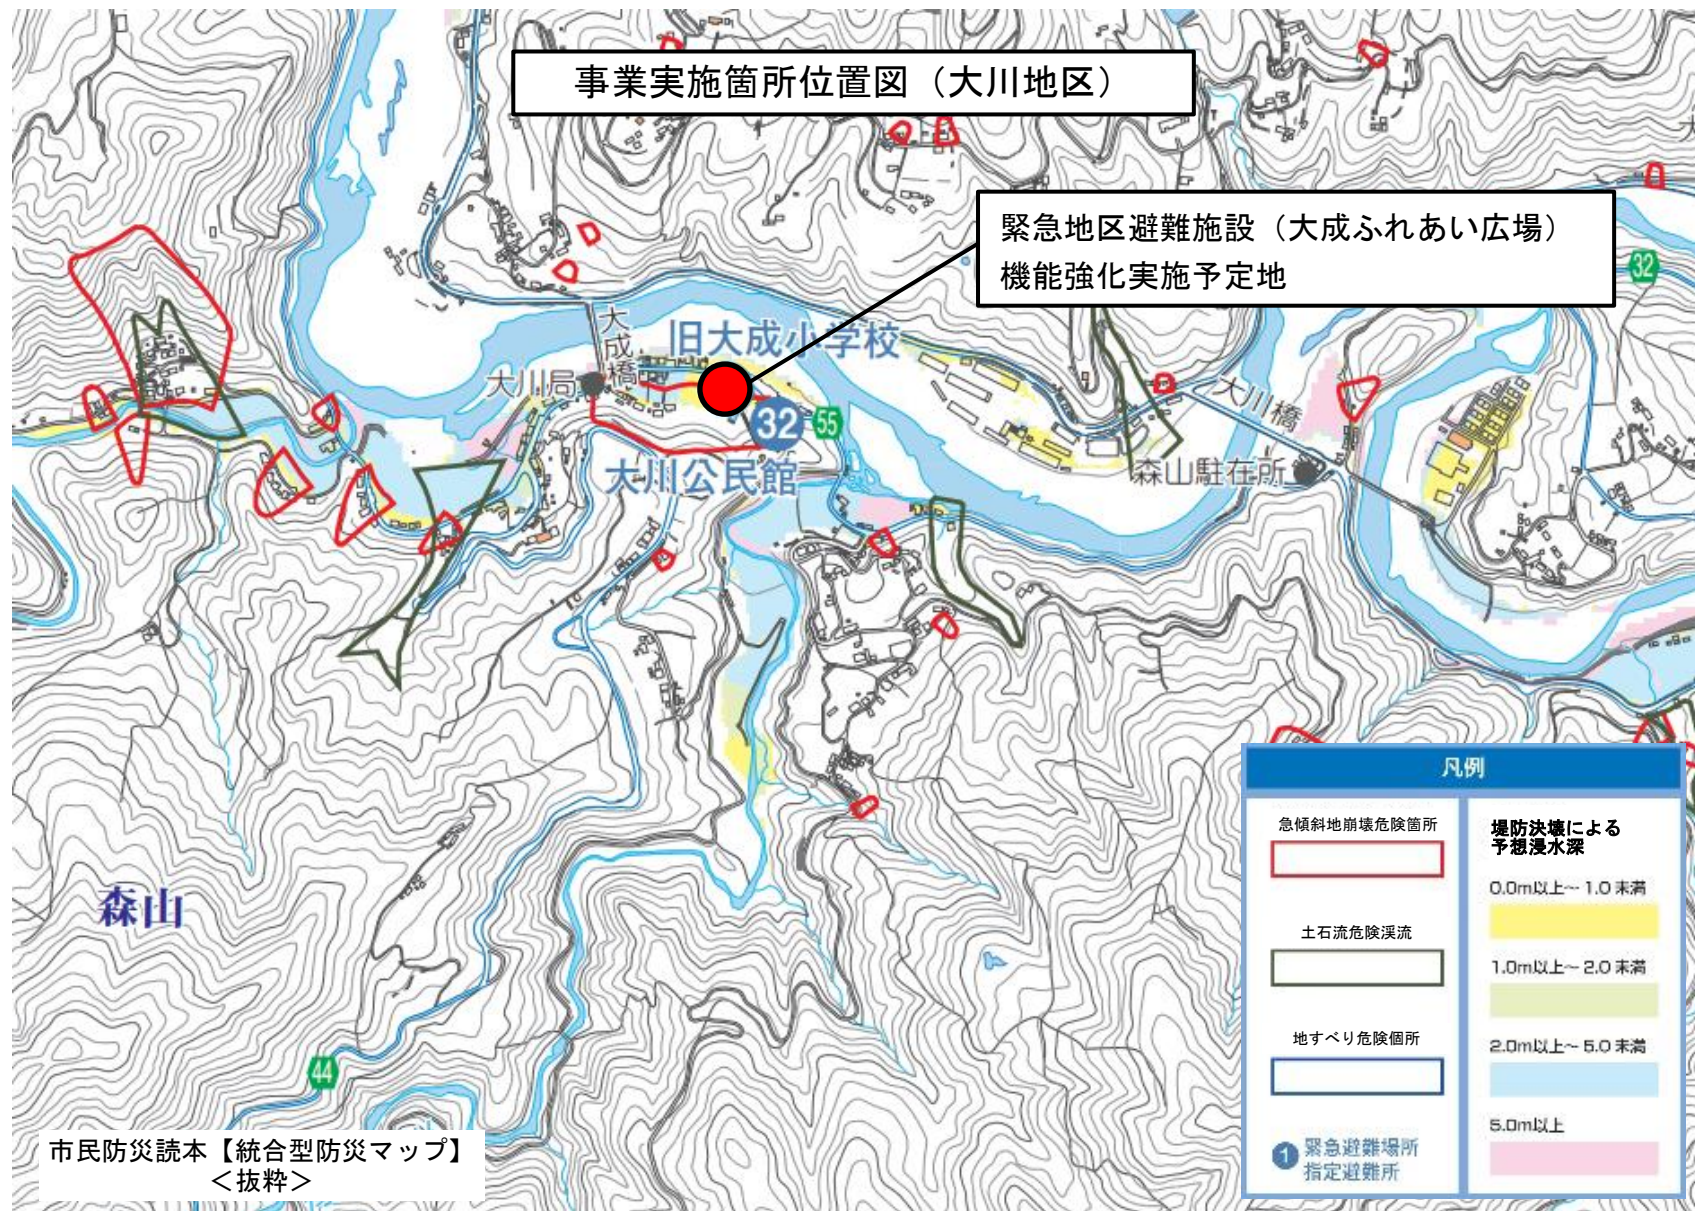 事業実施箇所位置図（大川地区）
緊急地区避難施設（大成ふれあい広場）
機能強化実施予定地
32
大成橋
旧大成小学校
大川局
32
55
大川橋
大川公民館
森山駐在所
森山
44
市民防災読本【統合型防災マップ】
＜抜粋＞
凡例
急傾斜地崩壊危険箇所
土石流危険渓流
地すべり危険個所
1
緊急避難場所
指定避難所
堤防決壊による
予想浸水深
0.0m以上～1.0未満
1.0m以上～2.0未満
2.0m以上～5.0未満
5.0m以上